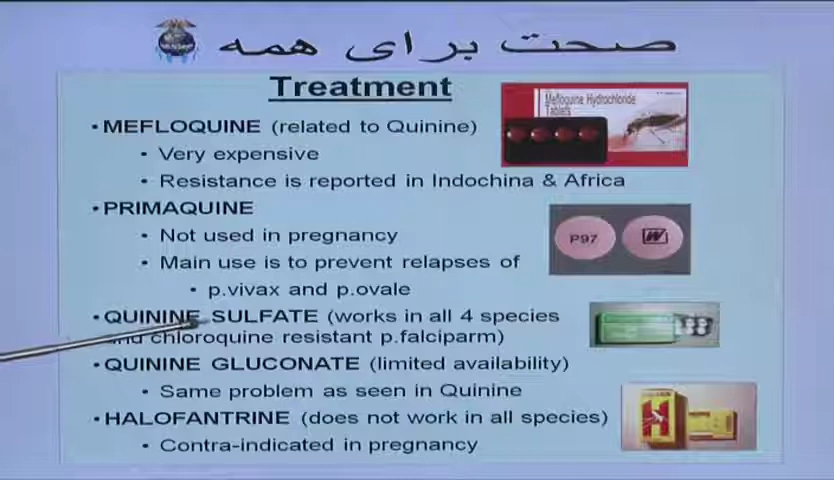 صحت برای همه
Treatment
• MEFLOQUINE (related to Quinine)
Mefloquine Hydrochloride
Tablets
• Very expensive
• Resistance is reported in Indochina & Africa
• PRIMAQUINE
• Not used in pregnancy
P97
W
• Main use is to prevent relapses of
• p.vivax and p.ovale
• QUININE SULFATE (works in all 4 species
and chloroquine resistant p.falciparm)
• QUININE GLUCONATE (limited availability)
• Same problem as seen in Quinine
• HALOFANTRINE (does not work in all species)
• Contra-indicated in pregnancy